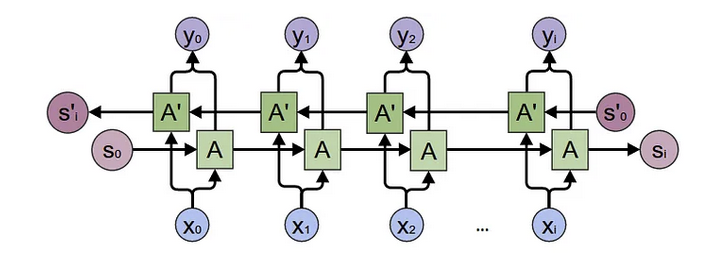 y₀ y₁ y₂ yᵢ
s'ᵢ A' A' A' A' s'₀
s₀ A A A A sᵢ
x₀ x₁ x₂ ... xᵢ